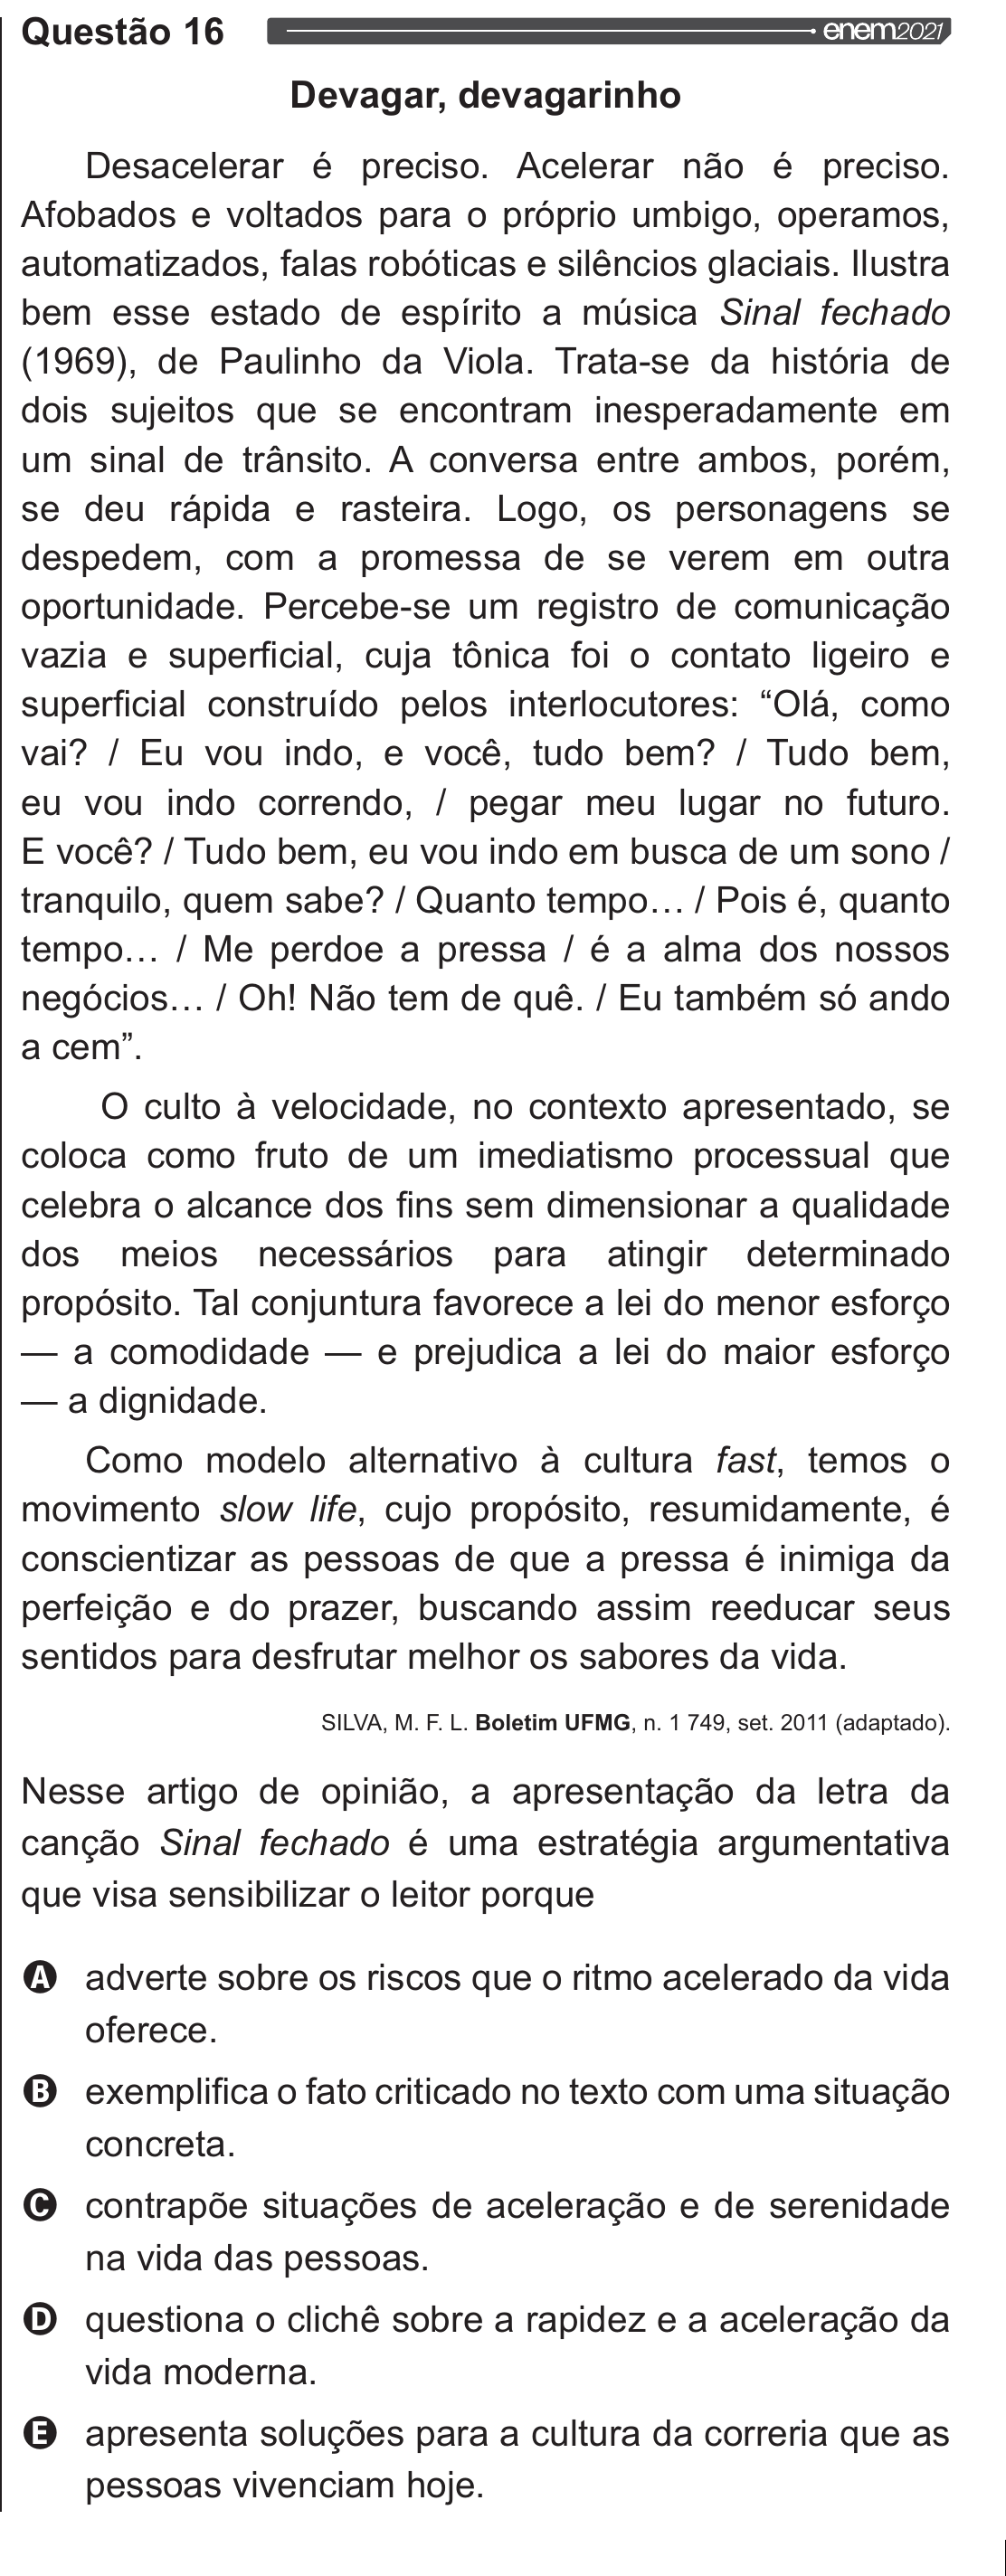 Questão 16
enem2021
Devagar, devagarinho
Desacelerar é preciso. Acelerar não é preciso.
Afobados e voltados para o próprio umbigo, operamos,
automatizados, falas robóticas e silêncios glaciais. Ilustra
bem esse estado de espírito a música Sinal fechado
(1969), de Paulinho da Viola. Trata-se da história de
dois sujeitos que se encontram inesperadamente em
um sinal de trânsito. A conversa entre ambos, porém,
se deu rápida e rasteira. Logo, os personagens se
despedem, com a promessa de se verem em outra
oportunidade. Percebe-se um registro de comunicação
vazia e superficial, cuja tônica foi o contato ligeiro e
superficial construído pelos interlocutores: “Olá, como
vai? / Eu vou indo, e você, tudo bem? / Tudo bem,
eu vou indo correndo, / pegar meu lugar no futuro.
E você? / Tudo bem, eu vou indo em busca de um sono /
tranquilo, quem sabe? / Quanto tempo… / Pois é, quanto
tempo… / Me perdoe a pressa / é a alma dos nossos
negócios… / Oh! Não tem de quê. / Eu também só ando
a cem”.
O culto à velocidade, no contexto apresentado, se
coloca como fruto de um imediatismo processual que
celebra o alcance dos fins sem dimensionar a qualidade
dos meios necessários para atingir determinado
propósito. Tal conjuntura favorece a lei do menor esforço
— a comodidade — e prejudica a lei do maior esforço
— a dignidade.
Como modelo alternativo à cultura fast, temos o
movimento slow life, cujo propósito, resumidamente, é
conscientizar as pessoas de que a pressa é inimiga da
perfeição e do prazer, buscando assim reeducar seus
sentidos para desfrutar melhor os sabores da vida.
SILVA, M. F. L. Boletim UFMG, n. 1 749, set. 2011 (adaptado).
Nesse artigo de opinião, a apresentação da letra da
canção Sinal fechado é uma estratégia argumentativa
que visa sensibilizar o leitor porque
A adverte sobre os riscos que o ritmo acelerado da vida
oferece.
B exemplifica o fato criticado no texto com uma situação
concreta.
C contrapõe situações de aceleração e de serenidade
na vida das pessoas.
D questiona o clichê sobre a rapidez e a aceleração da
vida moderna.
E apresenta soluções para a cultura da correria que as
pessoas vivenciam hoje.